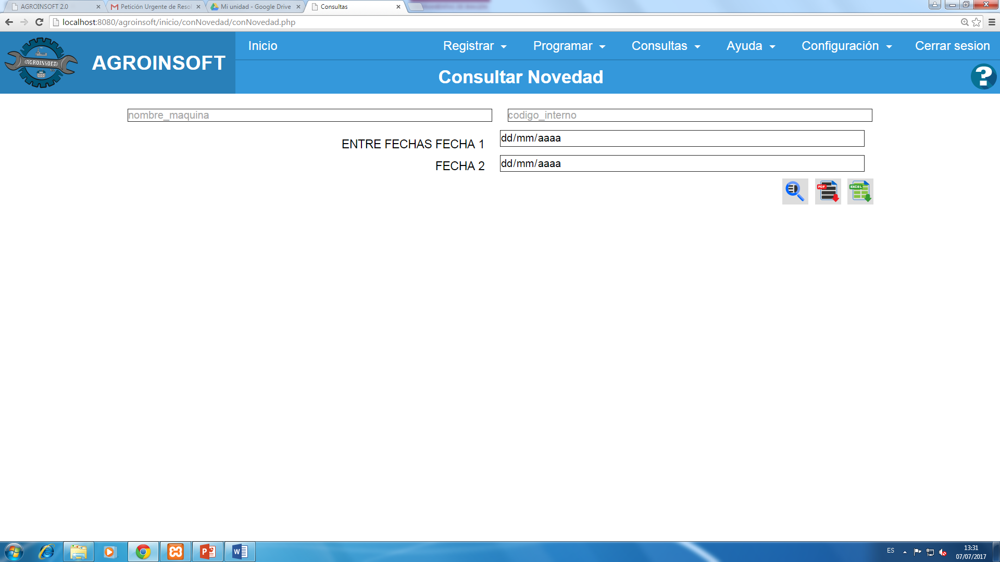 AGROINSOFT 2.0
Petición Urgente de Resol
Mi unidad - Google Drive
Consultas
localhost:8080/agroinsoft/inicio/conNovedad/conNovedad.php
AGROINSOFT
AGROINSOFT
Inicio
Registrar
Programar
Consultas
Ayuda
Configuración
Cerrar sesion
Consultar Novedad
nombre_maquina
codigo_interno
ENTRE FECHAS FECHA 1
dd/mm/aaaa
FECHA 2
dd/mm/aaaa
PDF
EXCEL
ES
13:31
07/07/2017